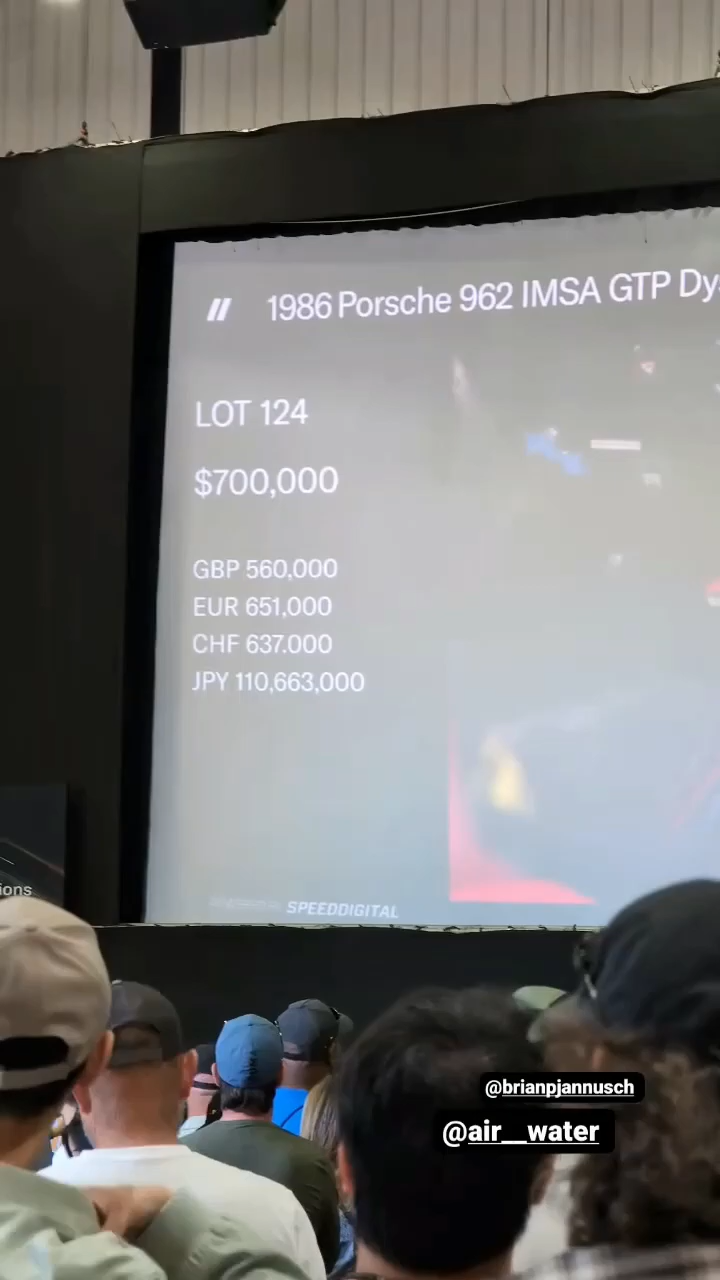 1986 Porsche 962 IMSA GTP Dy
LOT 124
$700,000
GBP 560,000
EUR 651,000
CHF 637.000
JPY 110,663,000
ions
SPEEDDIGITAL
@brianpjannusch
@air__water